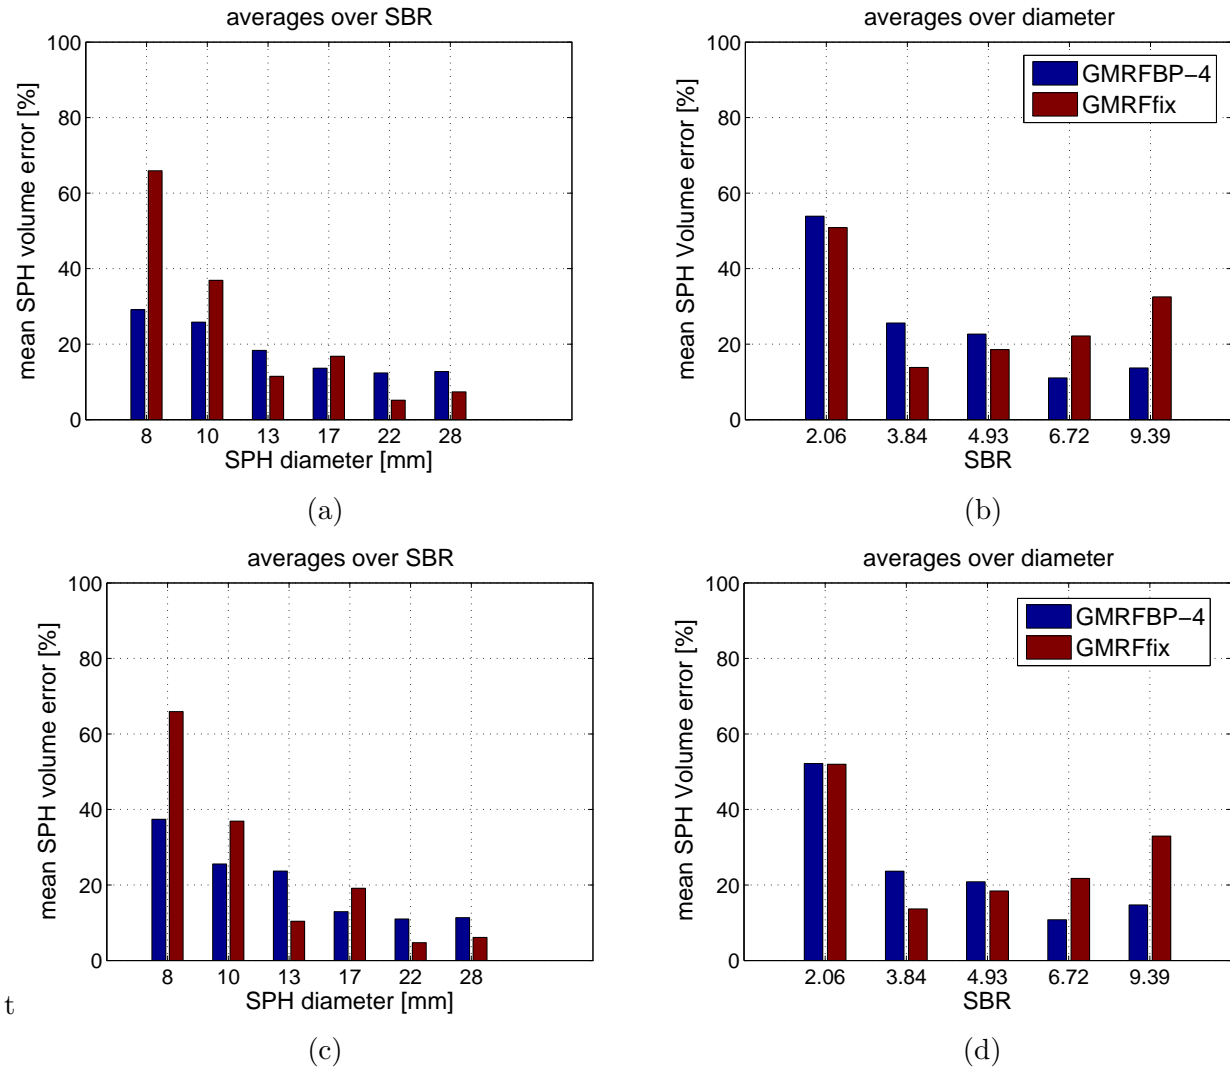 averages over SBR
100
80
60
40
20
0
mean SPH volume error [%]
8 10 13 17 22 28
SPH diameter [mm]
(a)
averages over diameter
GMRFBP-4
GMRFfix
100
80
60
40
20
0
mean SPH Volume error [%]
2.06 3.84 4.93 6.72 9.39
SBR
(b)
averages over SBR
100
80
60
40
20
0
mean SPH volume error [%]
8 10 13 17 22 28
SPH diameter [mm]
t
(c)
averages over diameter
GMRFBP-4
GMRFfix
100
80
60
40
20
0
mean SPH Volume error [%]
2.06 3.84 4.93 6.72 9.39
SBR
(d)